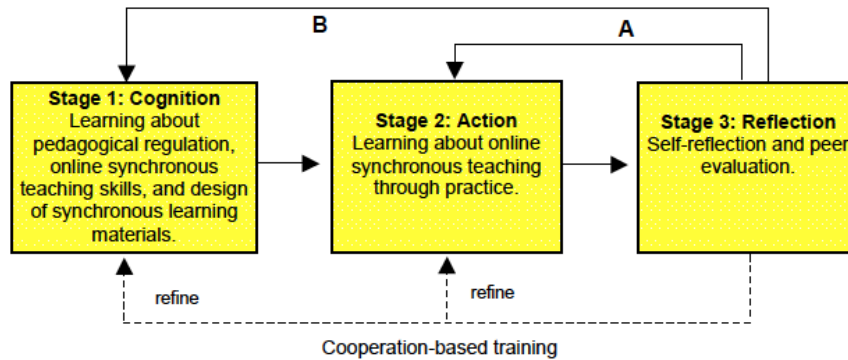 B
A
Stage 1: Cognition
Learning about
pedagogical regulation,
online synchronous
teaching skills, and design
of synchronous learning
materials.
Stage 2: Action
Learning about online
synchronous teaching
through practice.
Stage 3: Reflection
Self-reflection and peer
evaluation.
refine
refine
Cooperation-based training